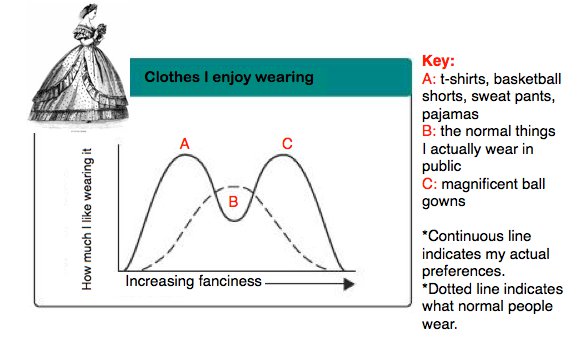 Clothes I enjoy wearing
How much I like wearing it
A
C
B
Increasing fanciness
Key:
A: t-shirts, basketball
shorts, sweat pants,
pajamas
B: the normal things
I actually wear in
public
C: magnificent ball
gowns
*Continuous line
indicates my actual
preferences.
*Dotted line indicates
what normal people
wear.